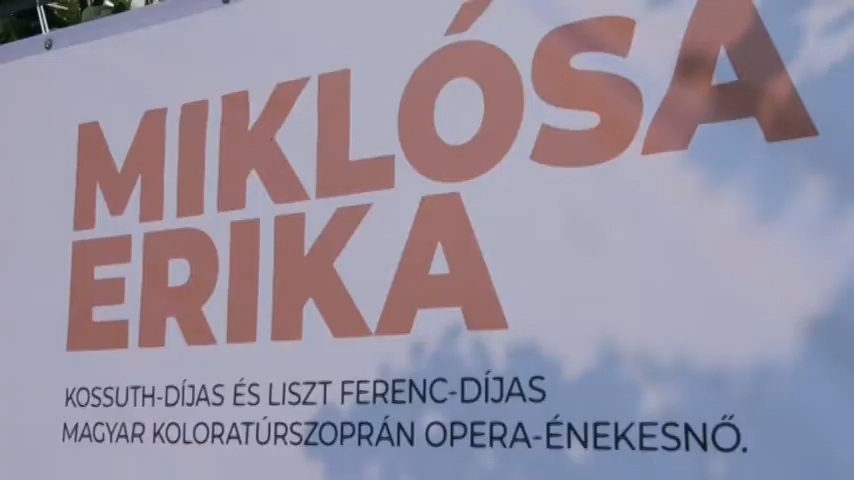 MIKLÓSA
ERIKA
KOSSUTH-DÍJAS ÉS LISZT FERENC-DÍJAS
MAGYAR KOLORATÚRSZOPRÁN OPERA-ÉNEKESNŐ.